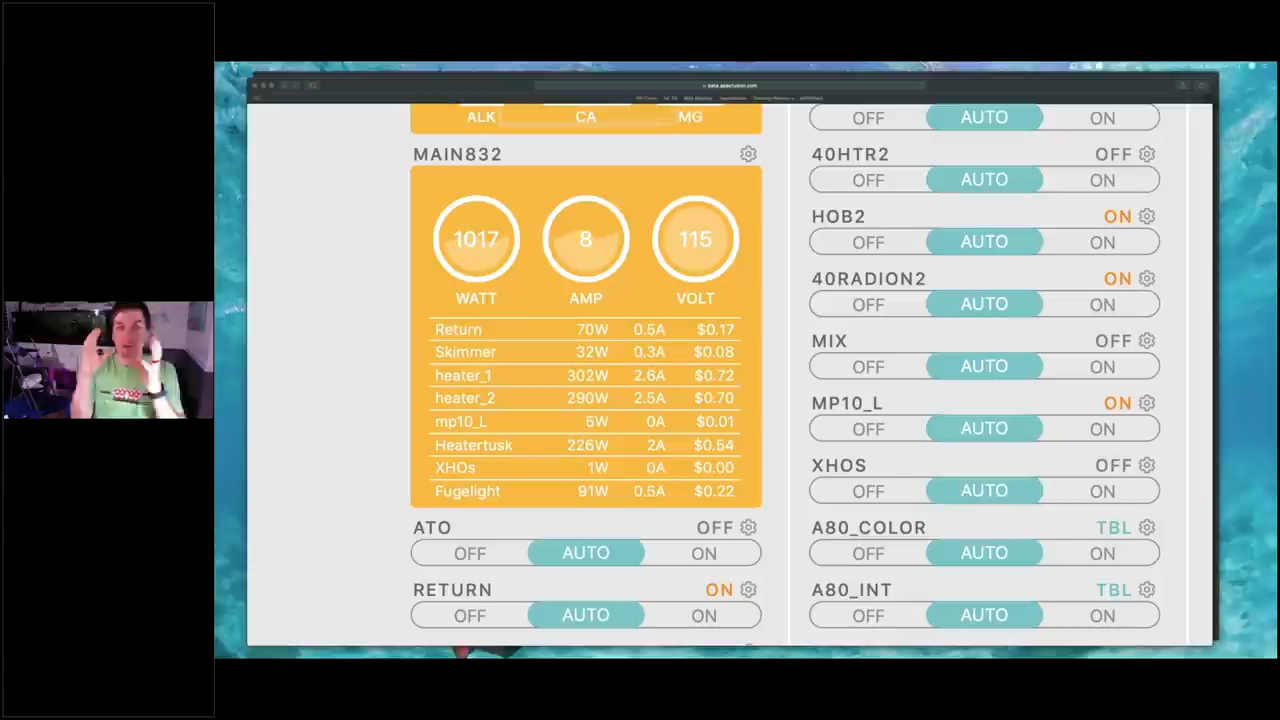 beta.apexfusion.com
ALK CA MG
MAIN832
1017 8 115
WATT AMP VOLT
Return 70W 0.5A $0.17
Skimmer 32W 0.3A $0.08
heater_1 302W 2.6A $0.72
heater_2 290W 2.5A $0.70
mp10_L 5W 0A $0.01
Heatertusk 226W 2A $0.54
XHOs 1W 0A $0.00
Fugelight 91W 0.5A $0.22
ATO OFF
OFF AUTO ON
RETURN ON
OFF AUTO ON
OFF AUTO ON
40HTR2 OFF
OFF AUTO ON
HOB2 ON
OFF AUTO ON
40RADION2 ON
OFF AUTO ON
MIX OFF
OFF AUTO ON
MP10_L ON
OFF AUTO ON
XHOS OFF
OFF AUTO ON
A80_COLOR TBL
OFF AUTO ON
A80_INT TBL
OFF AUTO ON